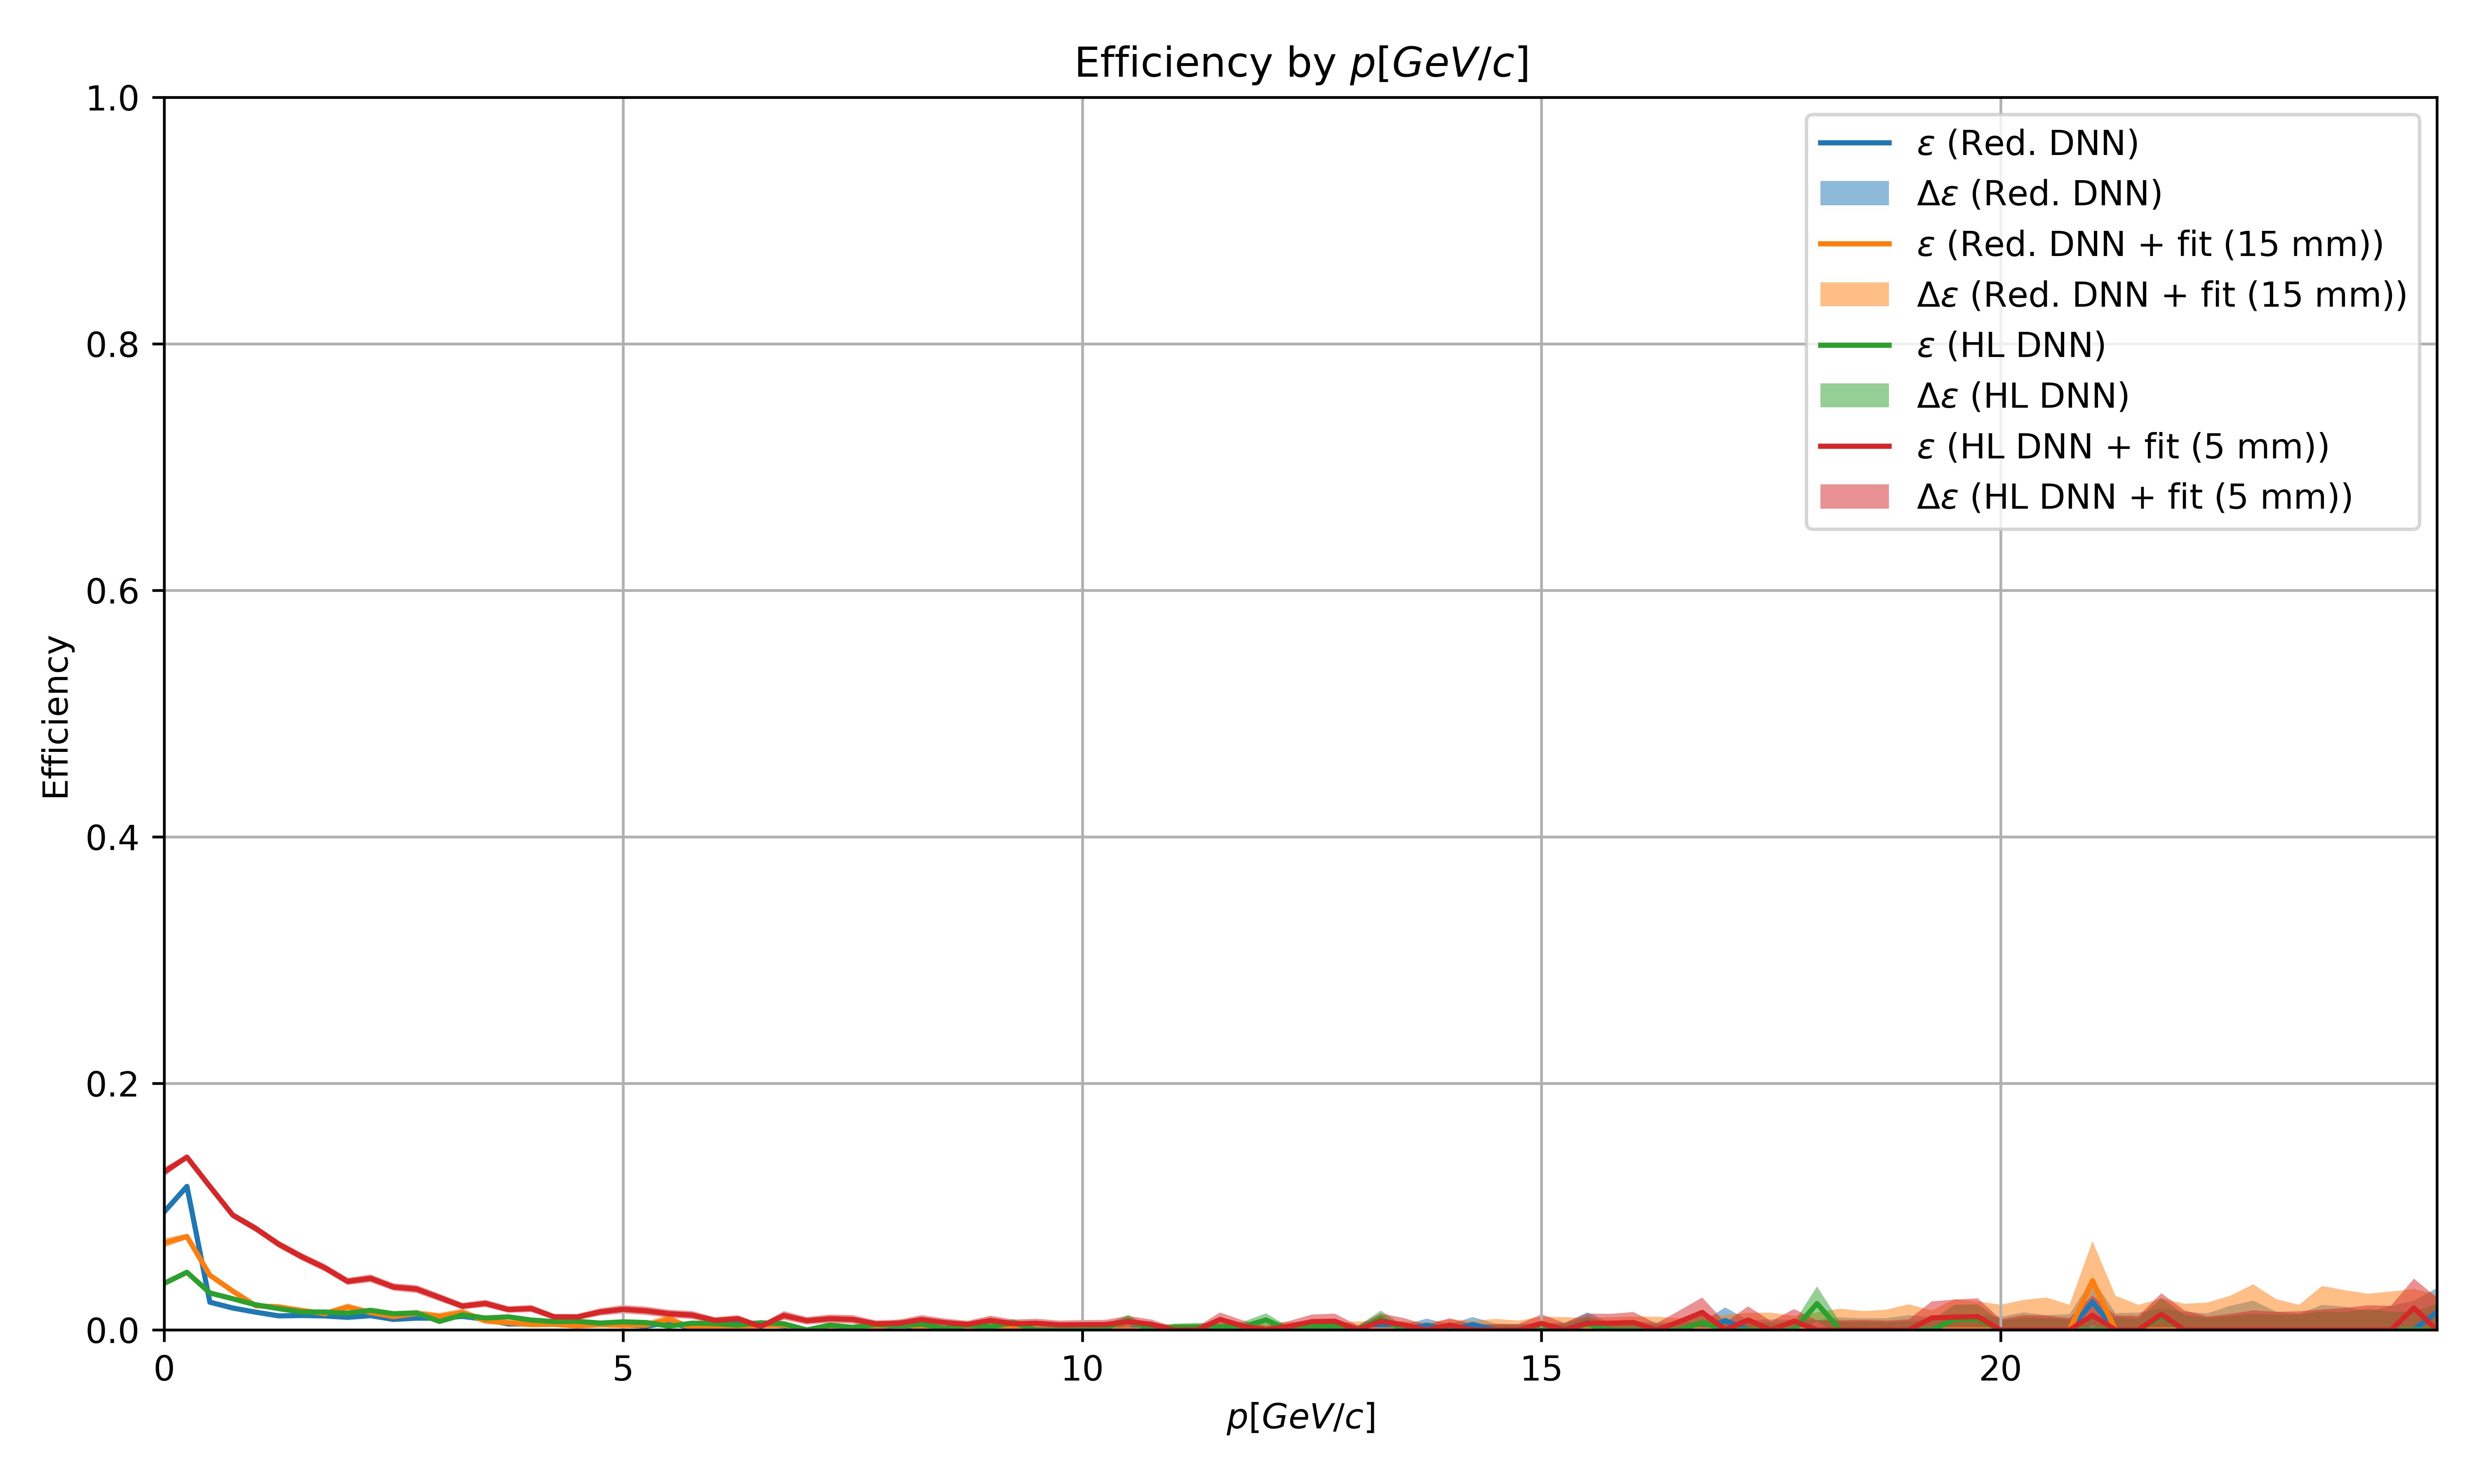 Efficiency by p[GeV/c]
1.0
0.8
0.6
0.4
0.2
0.0
Efficiency
ε (Red. DNN)
Δε (Red. DNN)
ε (Red. DNN + fit (15 mm))
Δε (Red. DNN + fit (15 mm))
ε (HL DNN)
Δε (HL DNN)
ε (HL DNN + fit (5 mm))
Δε (HL DNN + fit (5 mm))
0 5 10 15 20
p[GeV/c]